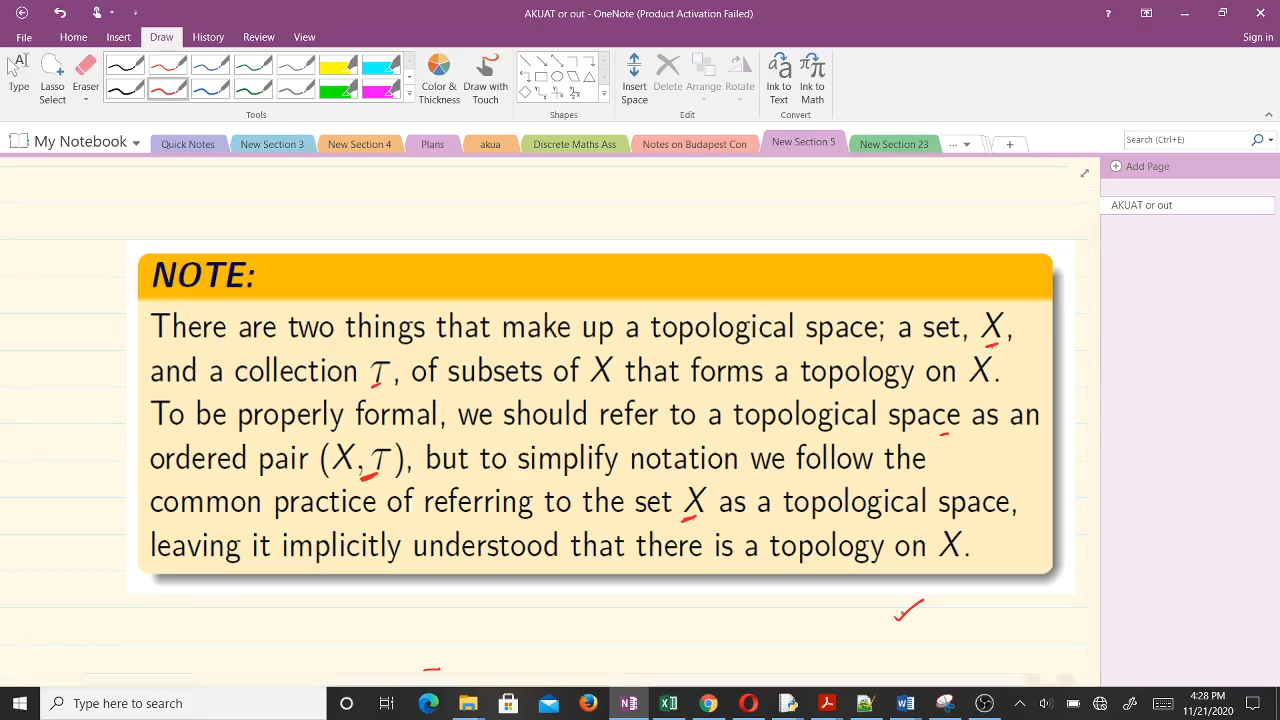 AKUAT or out - OneNote (Product Activation Failed)
File Home Insert Draw History Review View Sign in
Type Lasso Select Eraser Color & Thickness Draw with Touch Insert Space Delete Arrange Rotate Ink to Text Ink to Math
Tools Shapes Edit Convert
My Notebook Quick Notes New Section 3 New Section 4 Plans akua Discrete Maths Ass Notes on Budapest Con New Section 5 New Section 23 ... Search (Ctrl+E)
Add Page
AKUAT or out
NOTE:
There are two things that make up a topological space; a set, X,
and a collection τ, of subsets of X that forms a topology on X.
To be properly formal, we should refer to a topological space as an
ordered pair (X, τ), but to simplify notation we follow the
common practice of referring to the set X as a topological space,
leaving it implicitly understood that there is a topology on X.
Type here to search
4:28 PM
11/21/2020